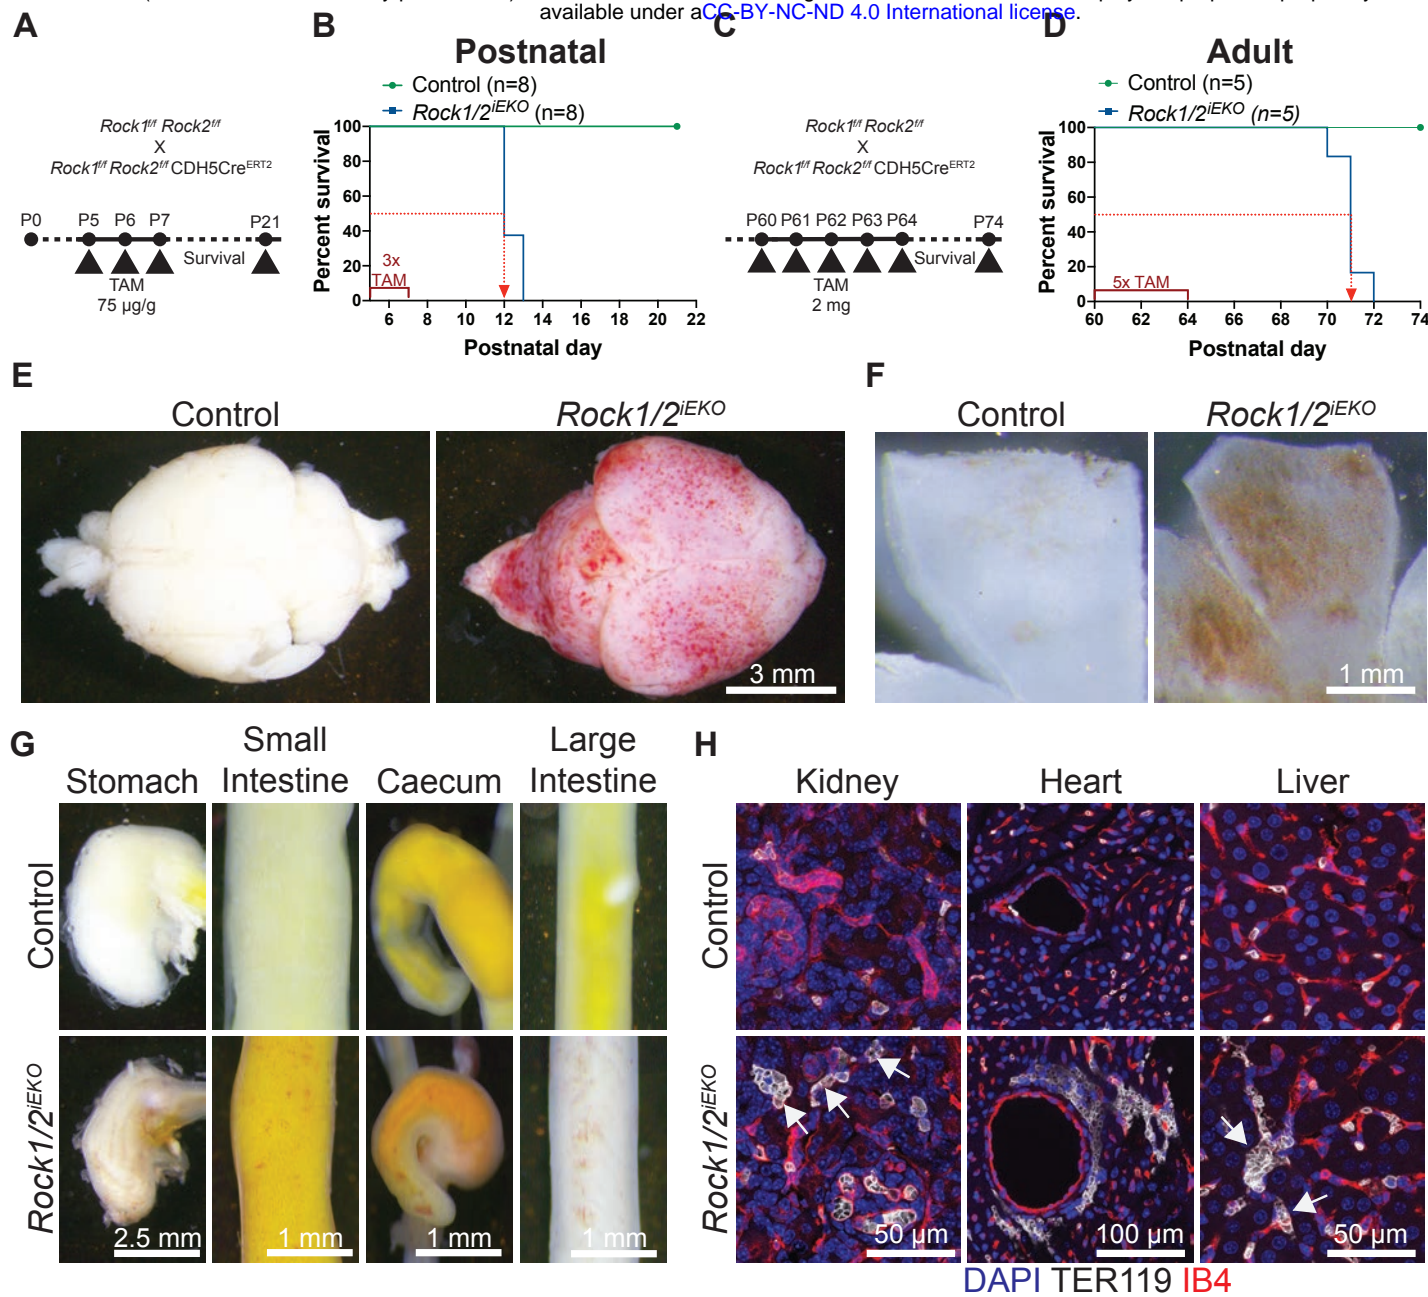 available under aCC-BY-NC-ND 4.0 International license.
A
B
Postnatal
Control (n=8)
Rock1/2iEKO (n=8)
C
D
Adult
Control (n=5)
Rock1/2iEKO (n=5)
Rock1f/f Rock2f/f
X
Rock1f/f Rock2f/f CDH5CreERT2
P0 P5 P6 P7 P21
Survival
TAM
75 µg/g
Percent survival
100
80
60
40
20
0
3x
TAM
6 8 10 12 14 16 18 20 22
Postnatal day
Rock1f/f Rock2f/f
X
Rock1f/f Rock2f/f CDH5CreERT2
P60 P61 P62 P63 P64 P74
Survival
TAM
2 mg
Percent survival
100
80
60
40
20
0
5x TAM
60 62 64 66 68 70 72 74
Postnatal day
E
Control
Rock1/2iEKO
3 mm
F
Control
Rock1/2iEKO
1 mm
G
Stomach
Small
Intestine
Caecum
Large
Intestine
Control
Rock1/2iEKO
2.5 mm
1 mm
1 mm
1 mm
H
Kidney
Heart
Liver
Control
Rock1/2iEKO
50 µm
100 µm
50 µm
DAPI TER119 IB4